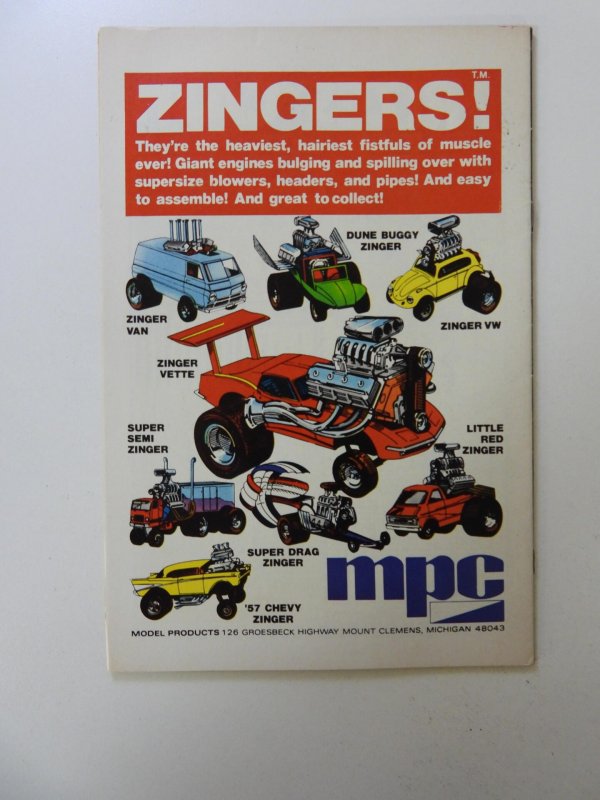 T.M.
ZINGERS!
They're the heaviest, hairiest fistfuls of muscle
ever! Giant engines bulging and spilling over with
supersize blowers, headers, and pipes! And easy
to assemble! And great to collect!
DUNE BUGGY
ZINGER
ZINGER
VAN
ZINGER VW
ZINGER
VETTE
SUPER
SEMI
ZINGER
LITTLE
RED
ZINGER
SUPER DRAG
ZINGER
'57 CHEVY
ZINGER
mpc
MODEL PRODUCTS 126 GROESBECK HIGHWAY MOUNT CLEMENS, MICHIGAN 48043